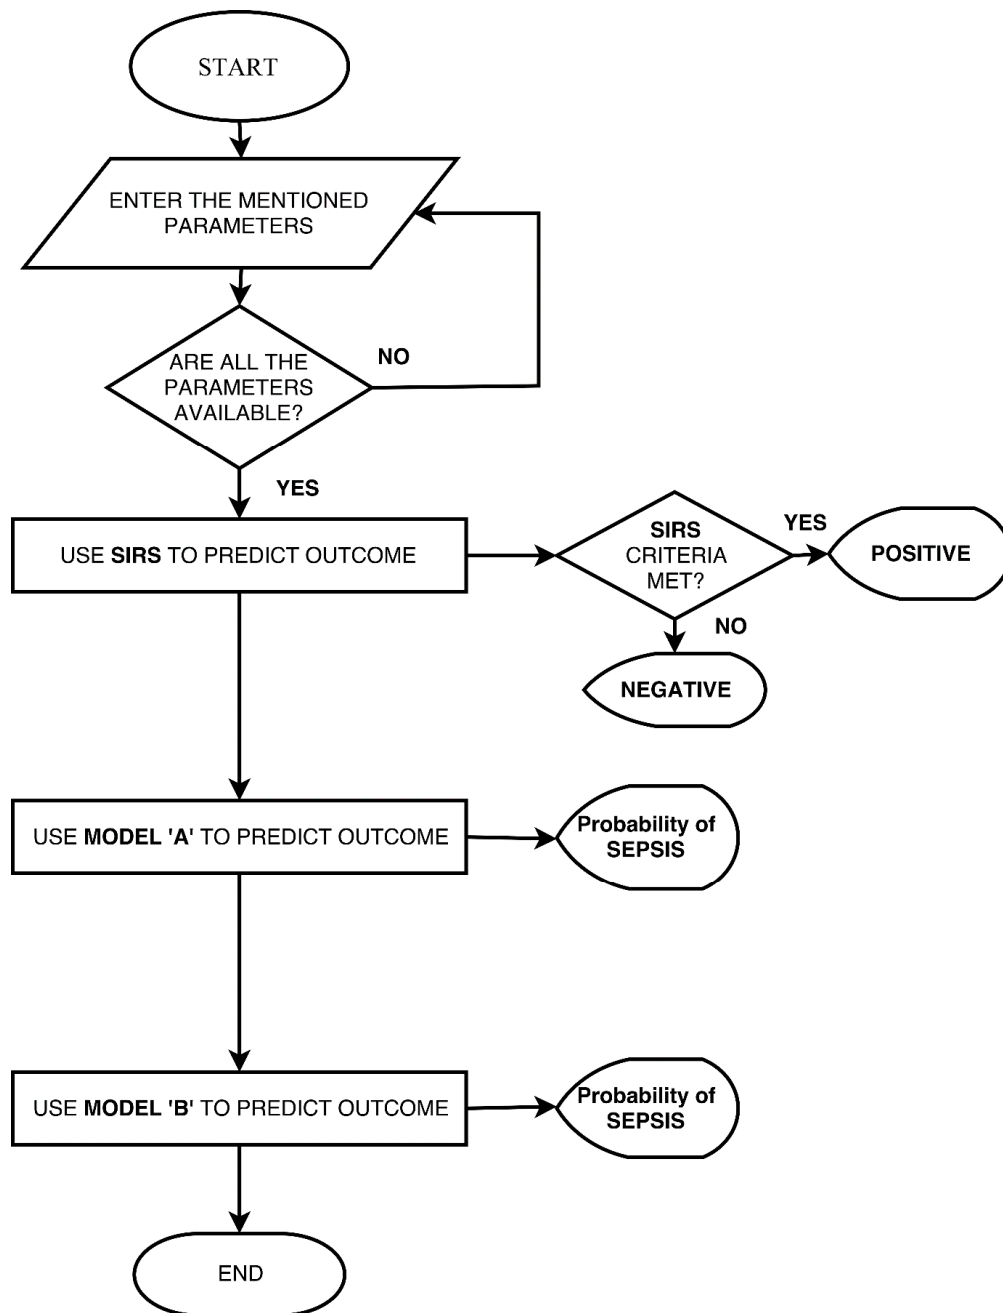 START
ENTER THE MENTIONED
PARAMETERS
ARE ALL THE
PARAMETERS
AVAILABLE?
NO
YES
USE SIRS TO PREDICT OUTCOME
SIRS
CRITERIA
MET?
YES
POSITIVE
NO
NEGATIVE
USE MODEL 'A' TO PREDICT OUTCOME
Probability of
SEPSIS
USE MODEL 'B' TO PREDICT OUTCOME
Probability of
SEPSIS
END